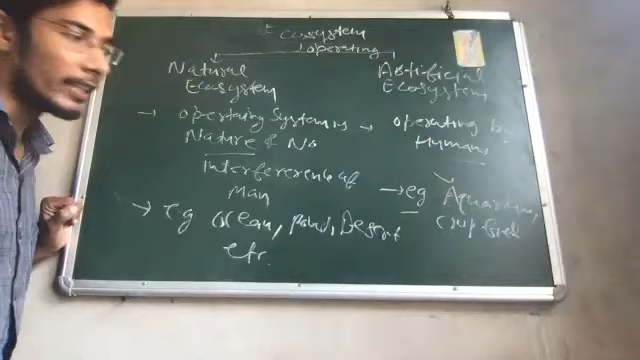 Ecosystem
operating
Natural
Ecosystem
Artificial
Ecosystem
→ opertaing System is
Nature & No
interference of
Man
→ eg Ocean, pond, Desert
etc.
→ operating by
Humans
→ eg Aquarium,
crop field